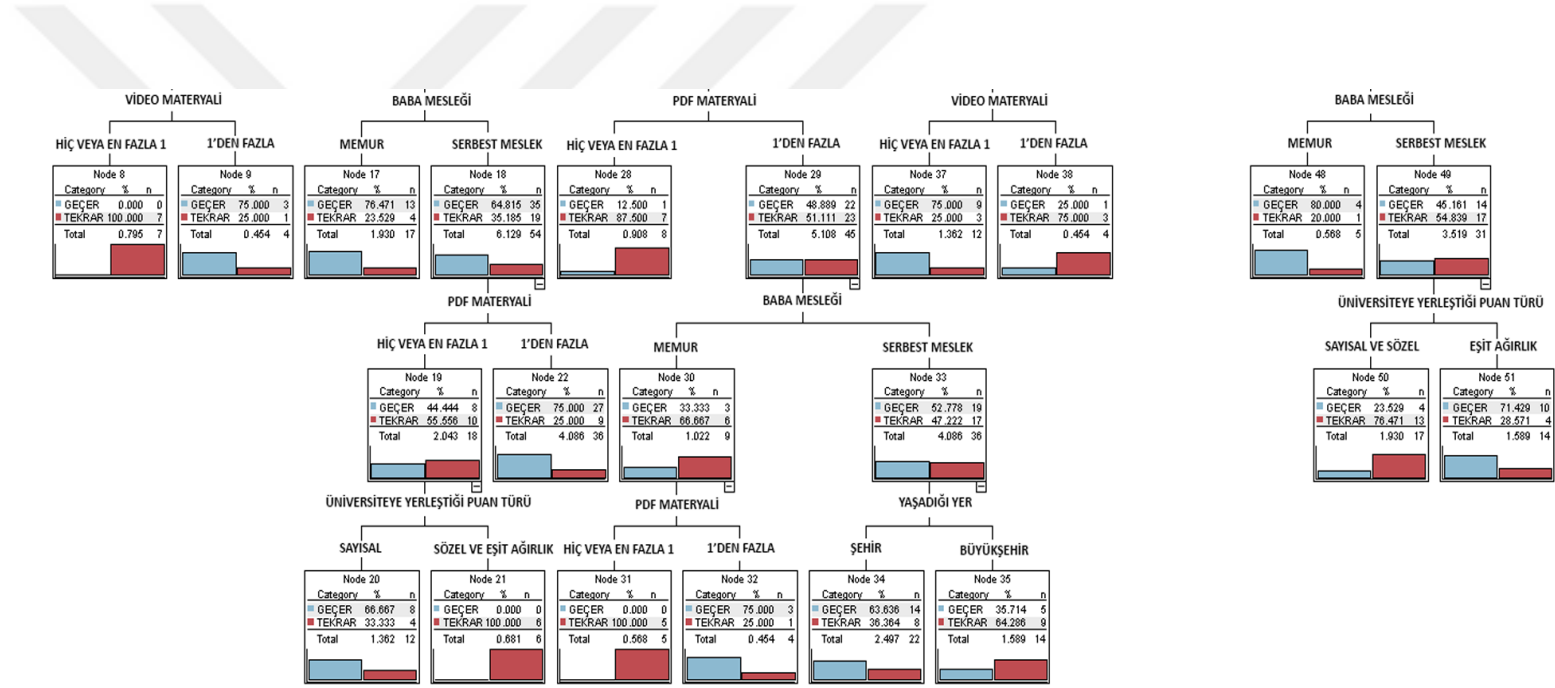 VİDEO MATERYALİ
BABA MESLEĞİ
PDF MATERYALİ
VİDEO MATERYALİ
BABA MESLEĞİ
HİÇ VEYA EN FAZLA 1
1’DEN FAZLA
MEMUR
SERBEST MESLEK
HİÇ VEYA EN FAZLA 1
1’DEN FAZLA
HİÇ VEYA EN FAZLA 1
1’DEN FAZLA
MEMUR
SERBEST MESLEK
Node 8
Category % n
GEÇER 0.000 0
TEKRAR 100.000 7
Total 0.795 7
Node 9
Category % n
GEÇER 75.000 3
TEKRAR 25.000 1
Total 0.454 4
Node 17
Category % n
GEÇER 76.471 13
TEKRAR 23.529 4
Total 1.930 17
Node 18
Category % n
GEÇER 64.815 35
TEKRAR 35.185 19
Total 6.129 54
Node 28
Category % n
GEÇER 12.500 1
TEKRAR 87.500 7
Total 0.908 8
Node 29
Category % n
GEÇER 48.889 22
TEKRAR 51.111 23
Total 5.108 45
Node 37
Category % n
GEÇER 75.000 9
TEKRAR 25.000 3
Total 1.362 12
Node 38
Category % n
GEÇER 25.000 1
TEKRAR 75.000 3
Total 0.454 4
Node 48
Category % n
GEÇER 80.000 4
TEKRAR 20.000 1
Total 0.568 5
Node 49
Category % n
GEÇER 45.161 14
TEKRAR 54.839 17
Total 3.519 31
PDF MATERYALİ
BABA MESLEĞİ
ÜNİVERSİTEYE YERLEŞTİĞİ PUAN TÜRÜ
HİÇ VEYA EN FAZLA 1
1’DEN FAZLA
MEMUR
SERBEST MESLEK
SAYISAL VE SÖZEL
EŞİT AĞIRLIK
Node 19
Category % n
GEÇER 44.444 8
TEKRAR 55.556 10
Total 2.043 18
Node 22
Category % n
GEÇER 75.000 27
TEKRAR 25.000 9
Total 4.086 36
Node 30
Category % n
GEÇER 33.333 3
TEKRAR 66.667 6
Total 1.022 9
Node 33
Category % n
GEÇER 52.778 19
TEKRAR 47.222 17
Total 4.086 36
Node 50
Category % n
GEÇER 23.529 4
TEKRAR 76.471 13
Total 1.930 17
Node 51
Category % n
GEÇER 71.429 10
TEKRAR 28.571 4
Total 1.589 14
ÜNİVERSİTEYE YERLEŞTİĞİ PUAN TÜRÜ
PDF MATERYALİ
YAŞADIĞI YER
SAYISAL
SÖZEL VE EŞİT AĞIRLIK
HİÇ VEYA EN FAZLA 1
1’DEN FAZLA
ŞEHİR
BÜYÜKŞEHİR
Node 20
Category % n
GEÇER 66.667 8
TEKRAR 33.333 4
Total 1.362 12
Node 21
Category % n
GEÇER 0.000 0
TEKRAR 100.000 6
Total 0.681 6
Node 31
Category % n
GEÇER 0.000 0
TEKRAR 100.000 5
Total 0.568 5
Node 32
Category % n
GEÇER 75.000 3
TEKRAR 25.000 1
Total 0.454 4
Node 34
Category % n
GEÇER 63.636 14
TEKRAR 36.364 8
Total 2.497 22
Node 35
Category % n
GEÇER 35.714 5
TEKRAR 64.286 9
Total 1.589 14